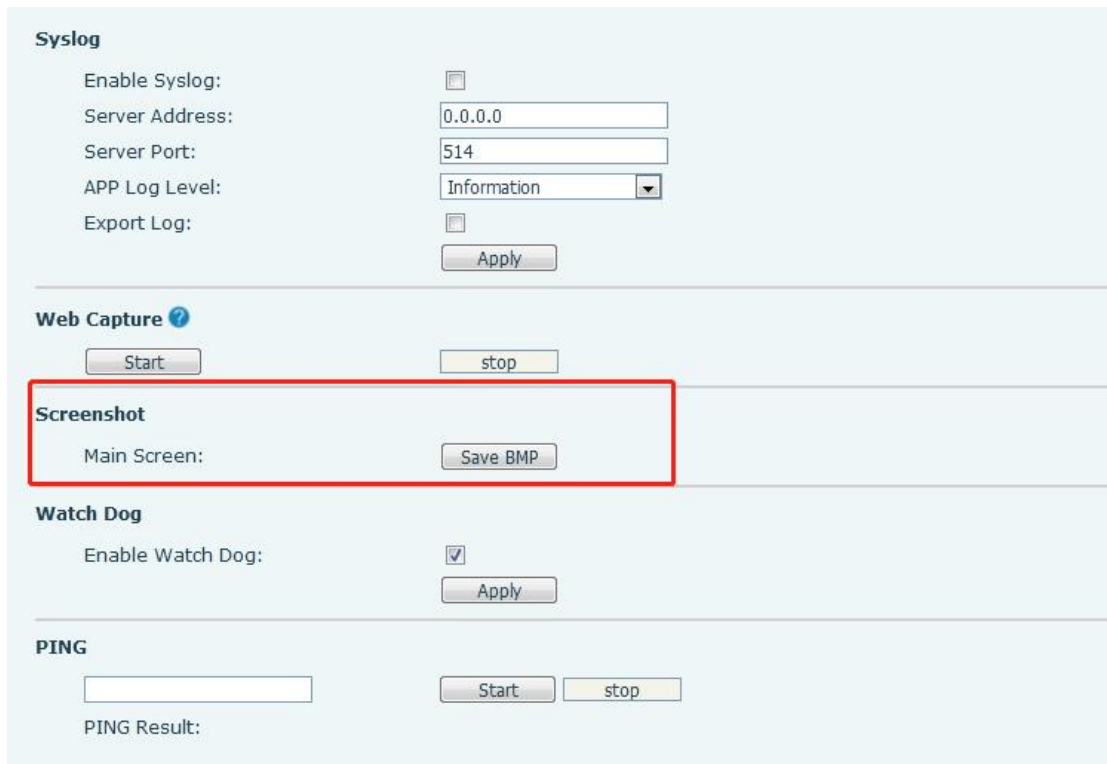 Syslog
Enable Syslog:
Server Address: 0.0.0.0
Server Port: 514
APP Log Level: Information
Export Log:
Apply
Web Capture ?
Start stop
Screenshot
Main Screen: Save BMP
Watch Dog
Enable Watch Dog:
Apply
PING
Start stop
PING Result: